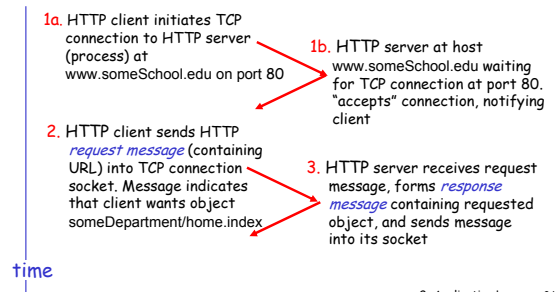 1a. HTTP client initiates TCP
connection to HTTP server
(process) at
www.someSchool.edu on port 80
1b. HTTP server at host
www.someSchool.edu waiting
for TCP connection at port 80.
“accepts” connection, notifying
client
2. HTTP client sends HTTP
request message (containing
URL) into TCP connection
socket. Message indicates
that client wants object
someDepartment/home.index
3. HTTP server receives request
message, forms response
message containing requested
object, and sends message
into its socket
time